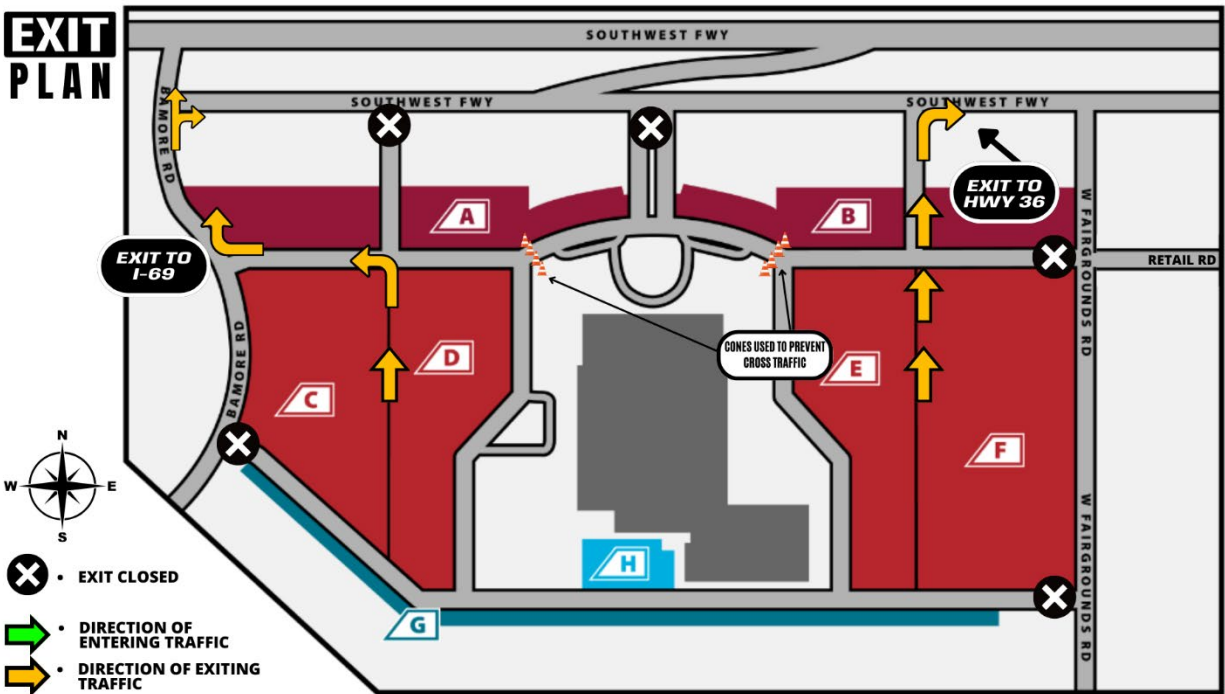 EXIT
PLAN
SOUTHWEST FWY
SOUTHWEST FWY
SOUTHWEST FWY
BAMORE RD
EXIT TO
HWY 36
A
B
W FAIRGROUNDS RD
EXIT TO
I-69
RETAIL RD
CONES USED TO PREVENT
CROSS TRAFFIC
BAMORE RD
D
E
C
F
N
W
E
S
W FAIRGROUNDS RD
H
G
EXIT CLOSED
DIRECTION OF
ENTERING TRAFFIC
DIRECTION OF EXITING
TRAFFIC